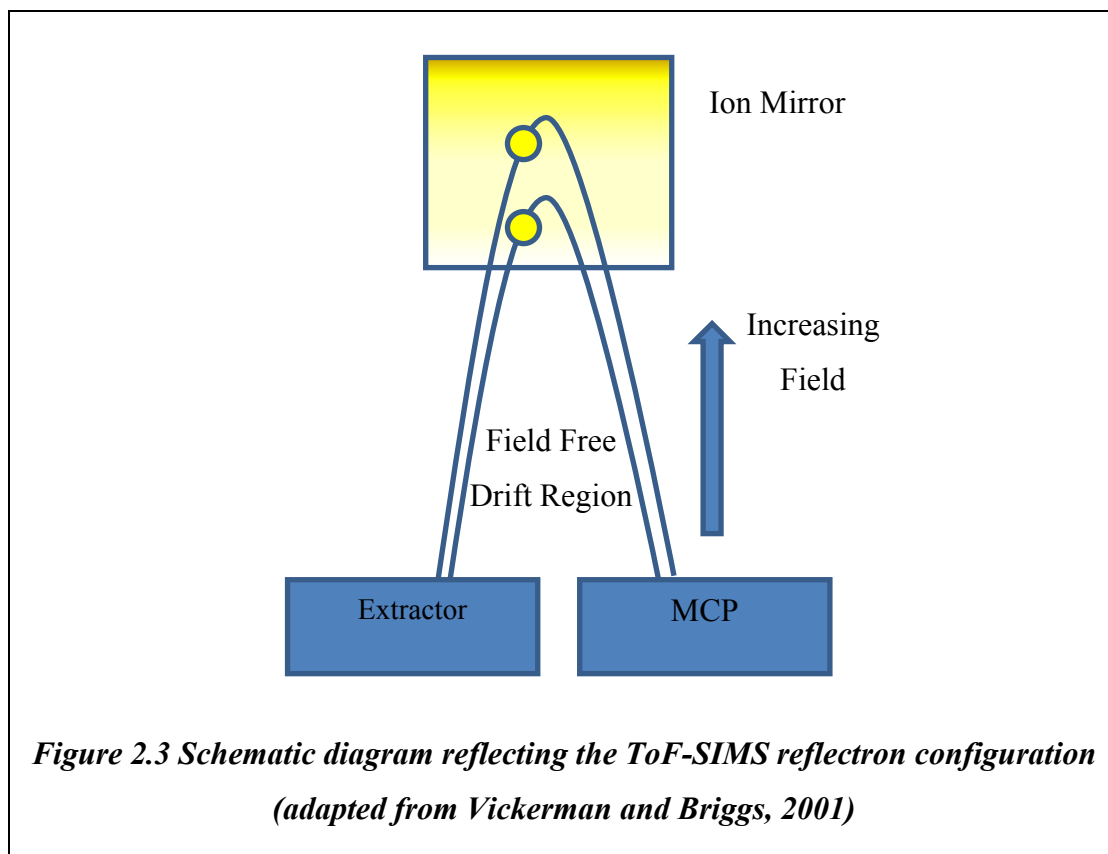 Ion Mirror
Increasing
Field
Field Free
Drift Region
Extractor
MCP
Figure 2.3 Schematic diagram reflecting the ToF-SIMS reflectron configuration
(adapted from Vickerman and Briggs, 2001)